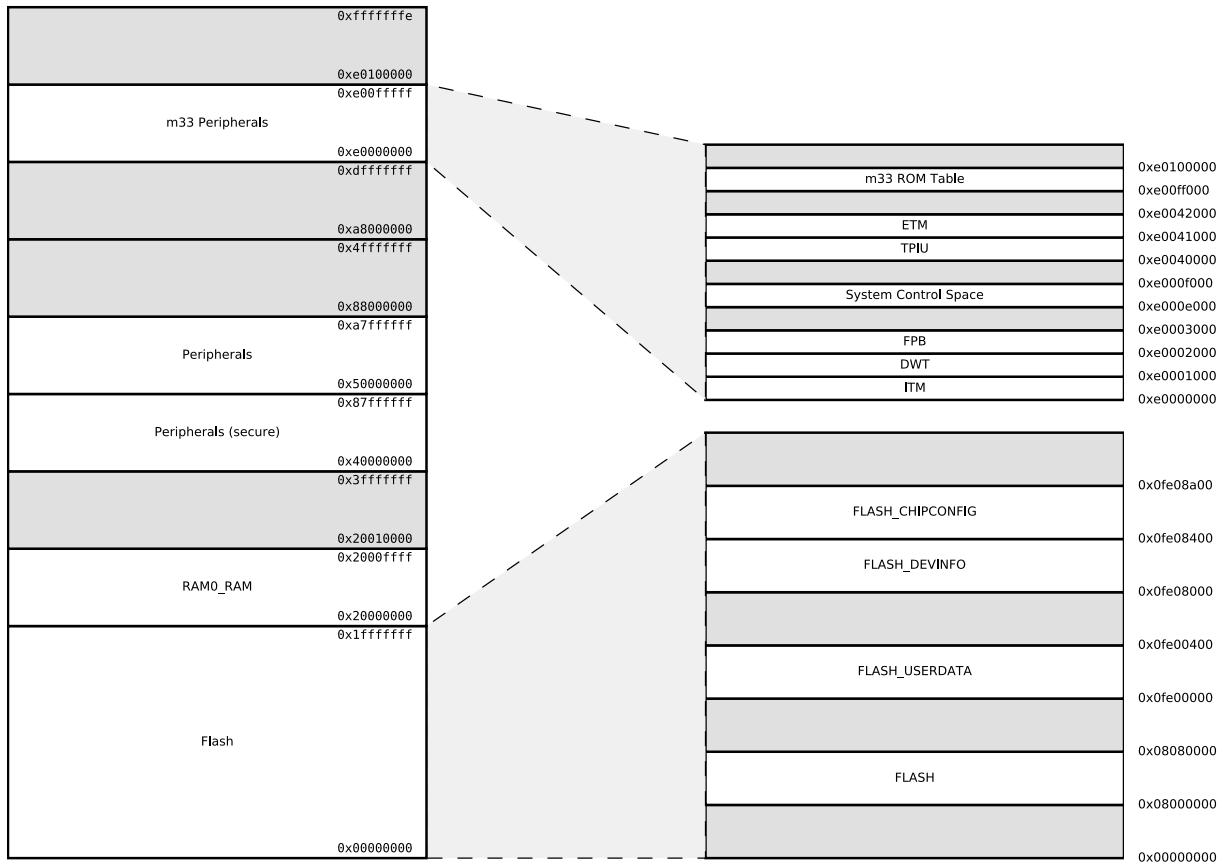 0xfffffffe
0xe0100000
0xe00fffff
m33 Peripherals
0xe0000000
0xdfffffff
0xa8000000
0x4fffffff
0x88000000
0xa7ffffff
Peripherals
0x50000000
0x87ffffff
Peripherals (secure)
0x40000000
0x3fffffff
0x20010000
0x2000ffff
RAM0_RAM
0x20000000
0x1fffffff
Flash
0x00000000
0xe0100000
m33 ROM Table
0xe00ff000
0xe0042000
ETM
0xe0041000
TPIU
0xe0040000
0xe000f000
System Control Space
0xe000e000
0xe0003000
FPB
0xe0002000
DWT
0xe0001000
ITM
0xe0000000
0x0fe08a00
FLASH_CHIPCONFIG
0x0fe08400
FLASH_DEVINFO
0x0fe08000
0x0fe00400
FLASH_USERDATA
0x0fe00000
0x08080000
FLASH
0x08000000
0x00000000